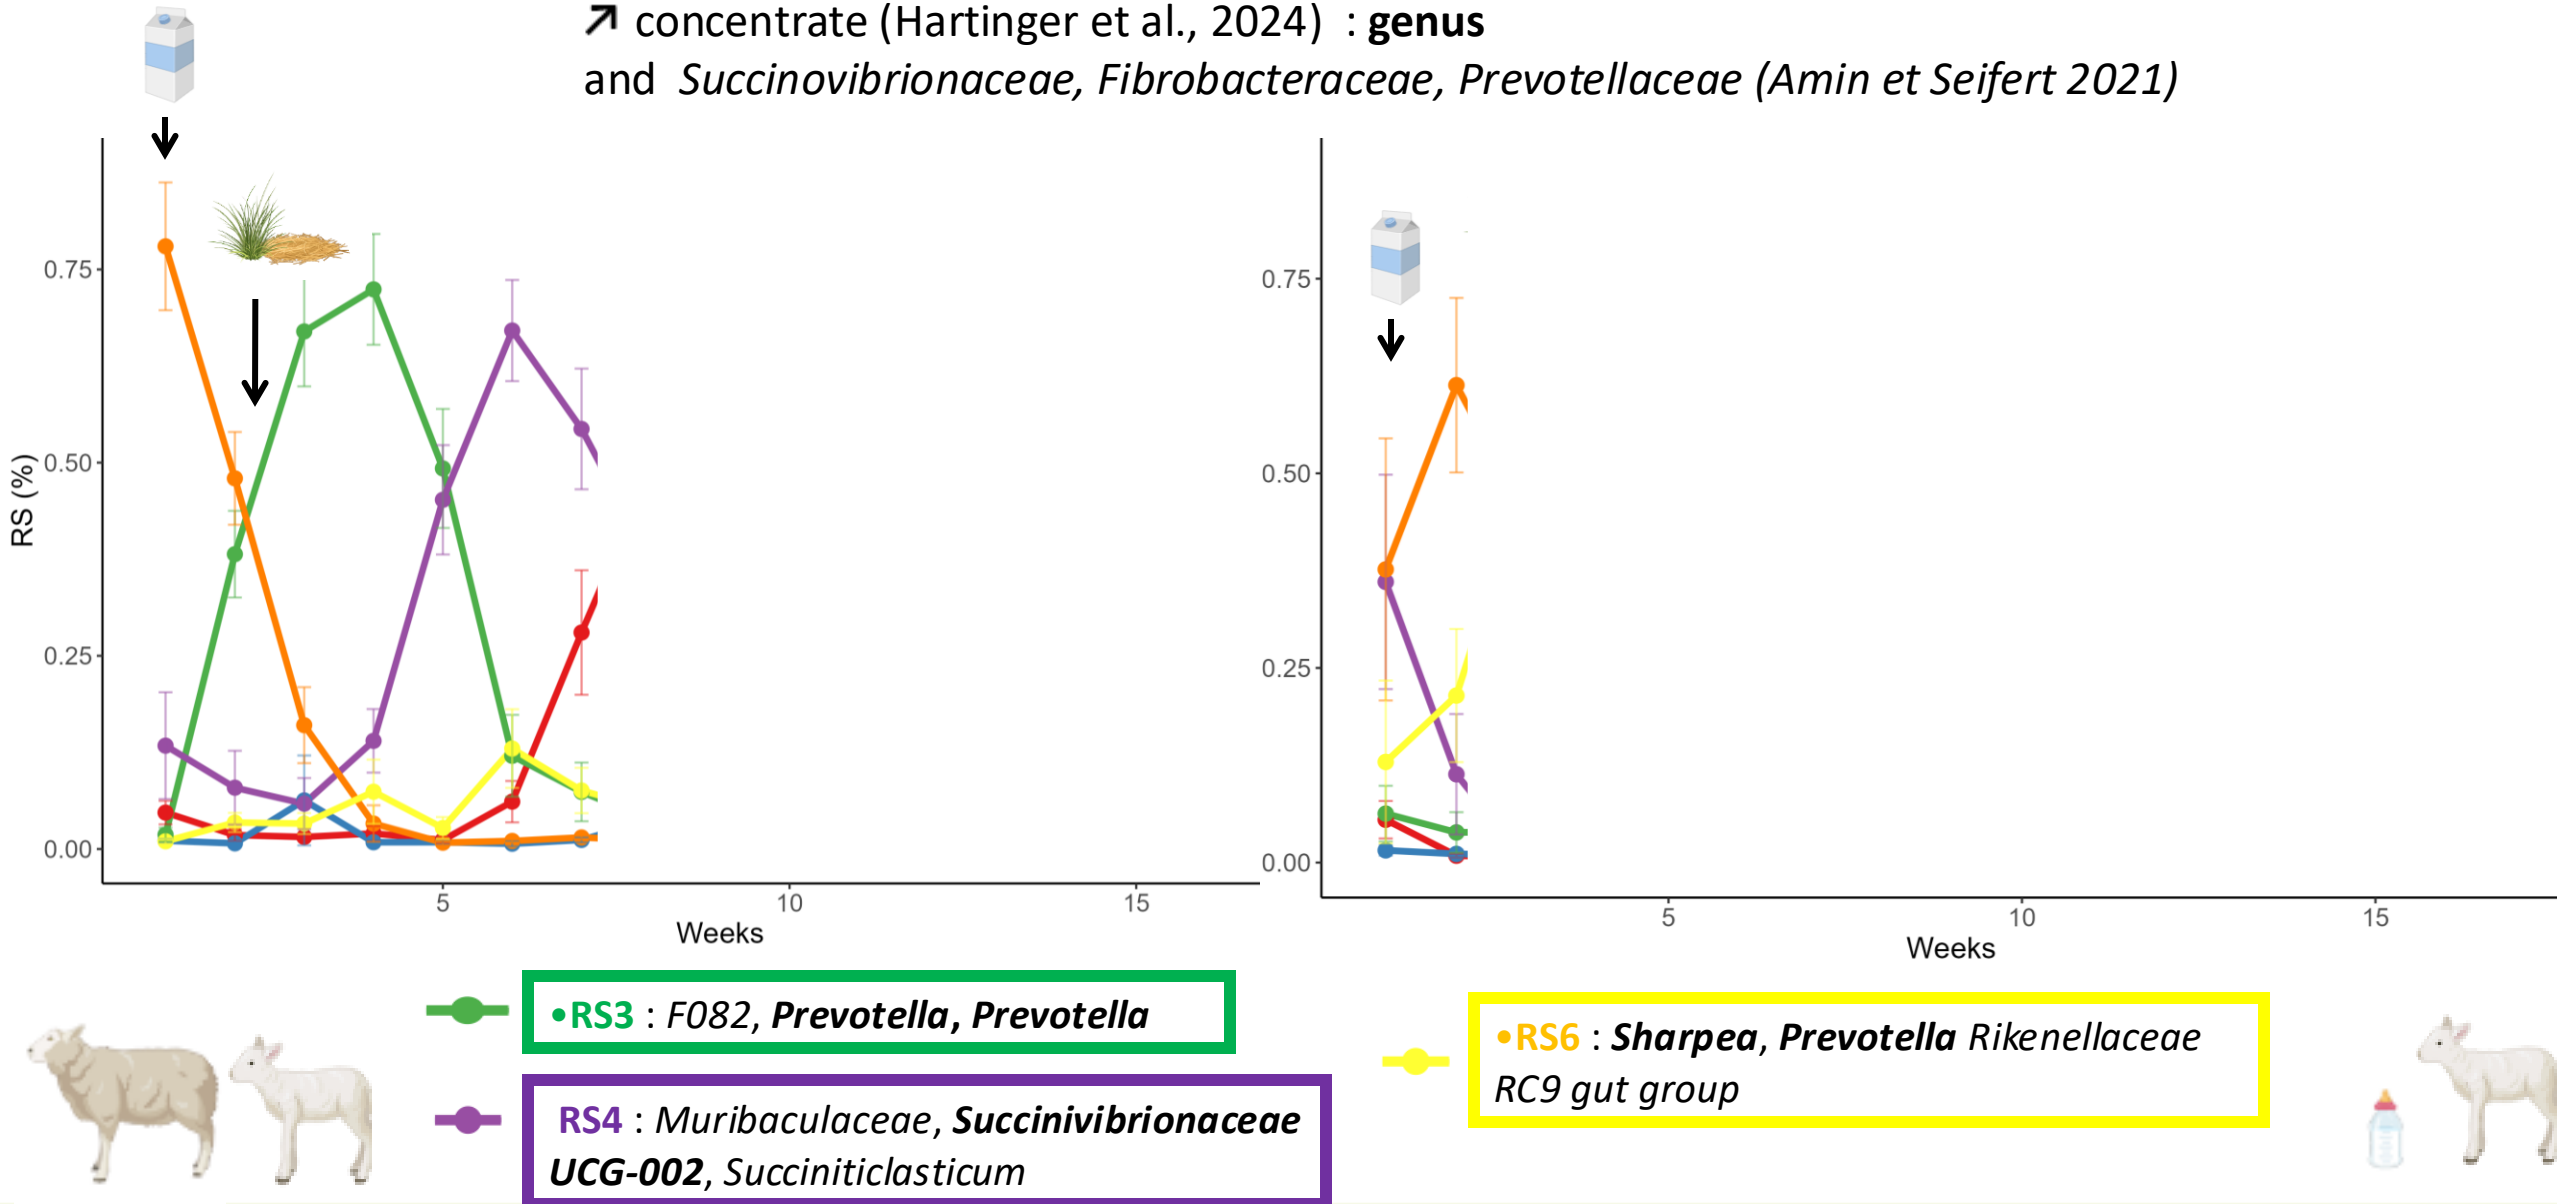 ↗ concentrate (Hartinger et al., 2024) : genus
and Succinovibrionaceae, Fibrobacteraceae, Prevotellaceae (Amin et Seifert 2021)
RS (%)
0.75
0.50
0.25
0.00
5 10 15
Weeks
0.75
0.50
0.25
0.00
5 10 15
Weeks
•RS3 : F082, Prevotella, Prevotella
RS4 : Muribaculaceae, Succinivibrionaceae
UCG-002, Succiniticlasticum
•RS6 : Sharpea, Prevotella Rikenellaceae
RC9 gut group